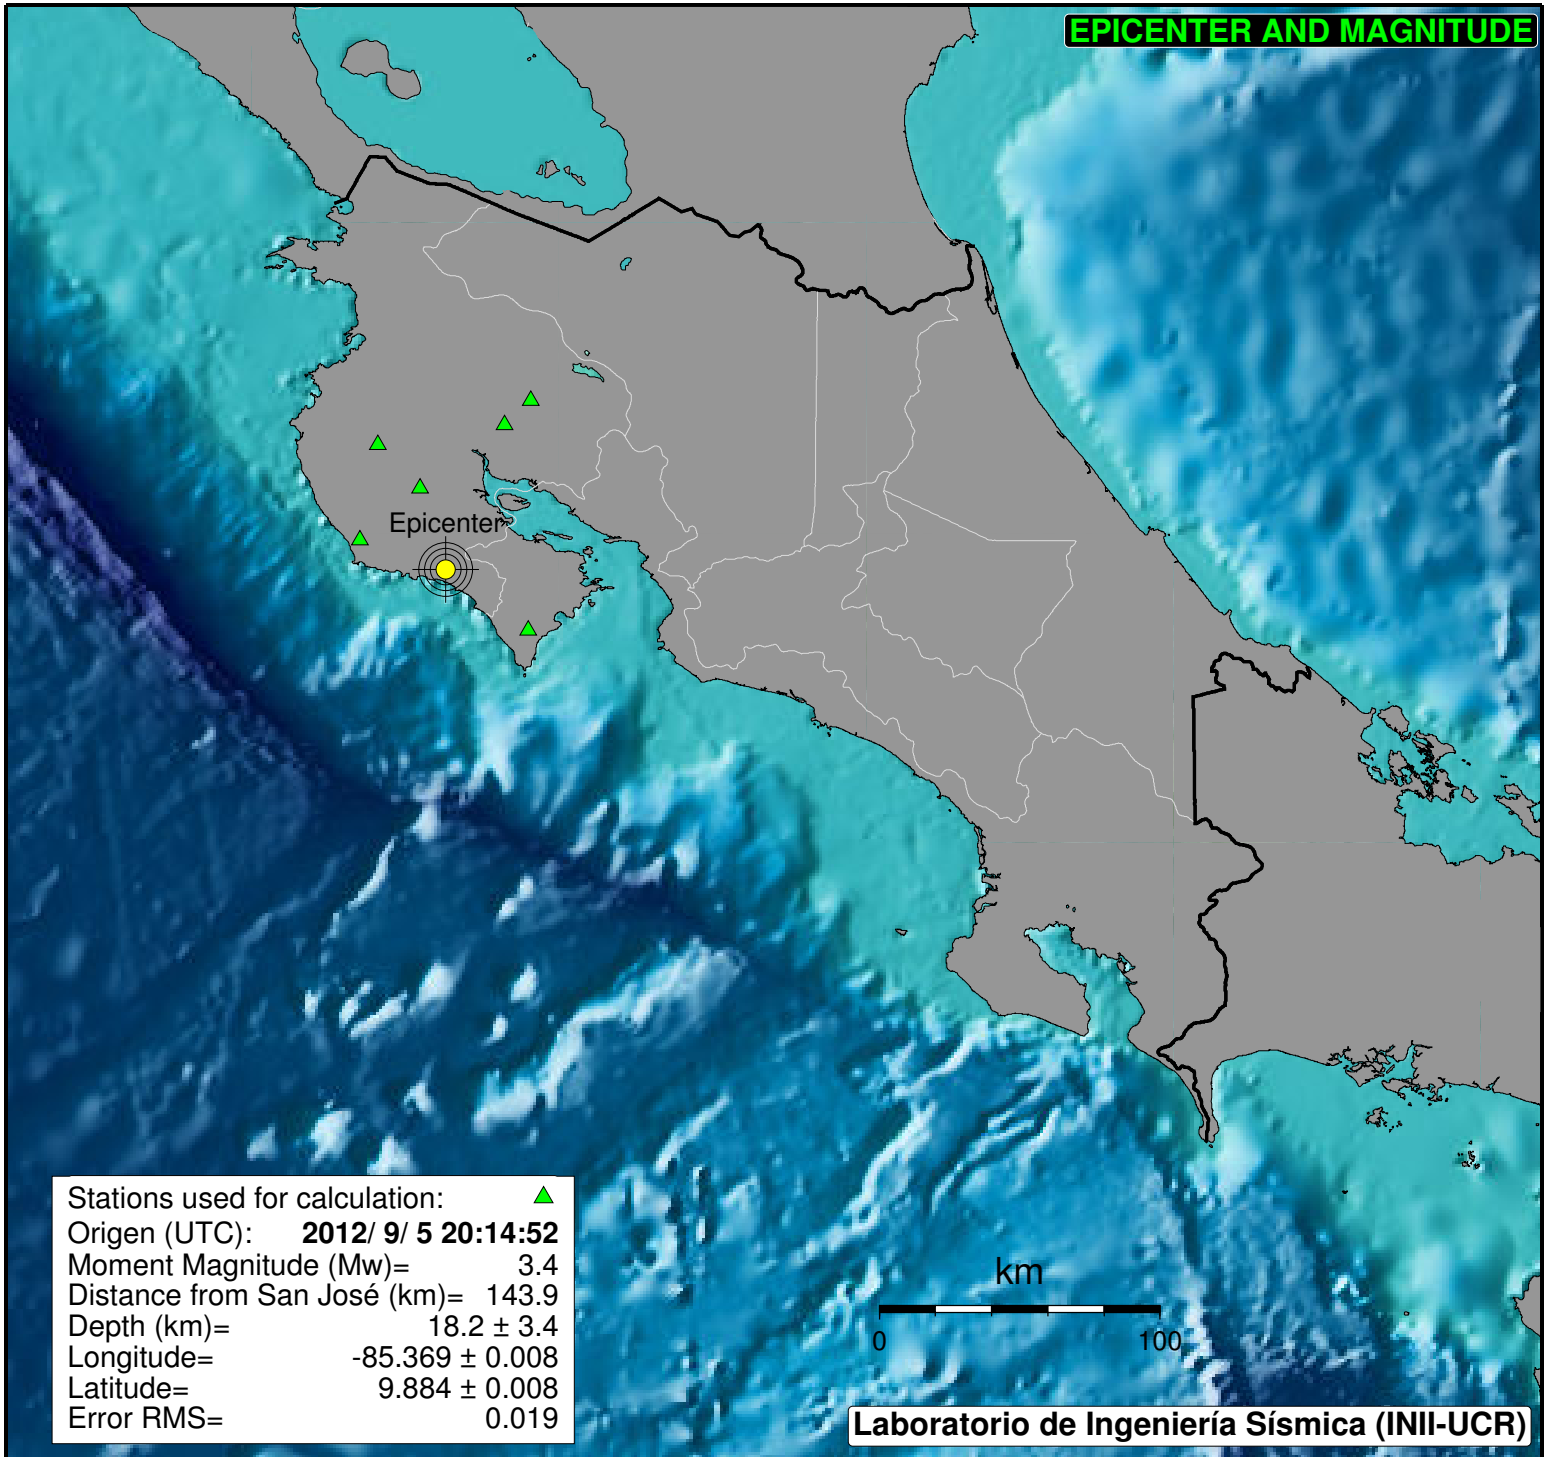 EPICENTER AND MAGNITUDE
Epicenter
Stations used for calculation:
Origen (UTC): 2012/ 9/ 5 20:14:52
Moment Magnitude (Mw)= 3.4
Distance from San José (km)= 143.9
Depth (km)= 18.2 ± 3.4
Longitude= -85.369 ± 0.008
Latitude= 9.884 ± 0.008
Error RMS= 0.019
km
0 100
Laboratorio de Ingeniería Sísmica (INII-UCR)